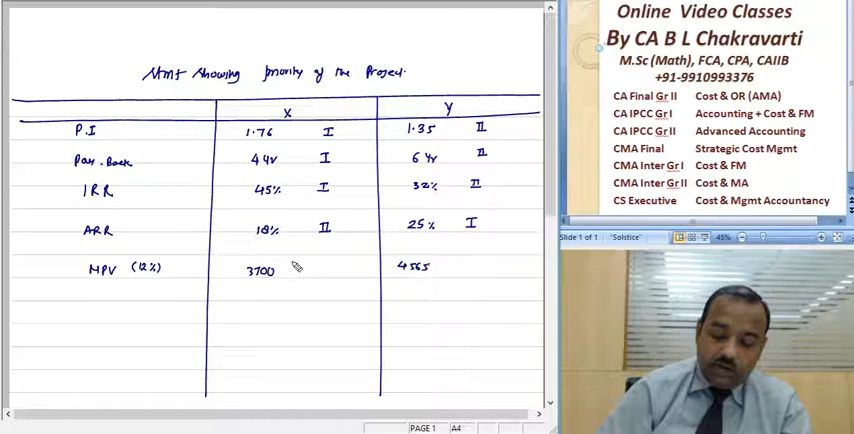 Stmt Showing Priority of the Project.
X Y
P.I 1.76 I 1.35 II
Pay-Back 4 yr I 6 yr II
IRR 45% I 32% II
ARR 18% II 25% I
NPV (12%) 3700 4565
PAGE 1 A4
Online Video Classes
By CA B L Chakravarti
M.Sc (Math), FCA, CPA, CAIIB
+91-9910993376
CA Final Gr II Cost & OR (AMA)
CA IPCC Gr I Accounting + Cost & FM
CA IPCC Gr II Advanced Accounting
CMA Final Strategic Cost Mgmt
CMA Inter Gr I Cost & FM
CMA Inter Gr II Cost & MA
CS Executive Cost & Mgmt Accountancy
Slide 1 of 1 "Solstice" 45%